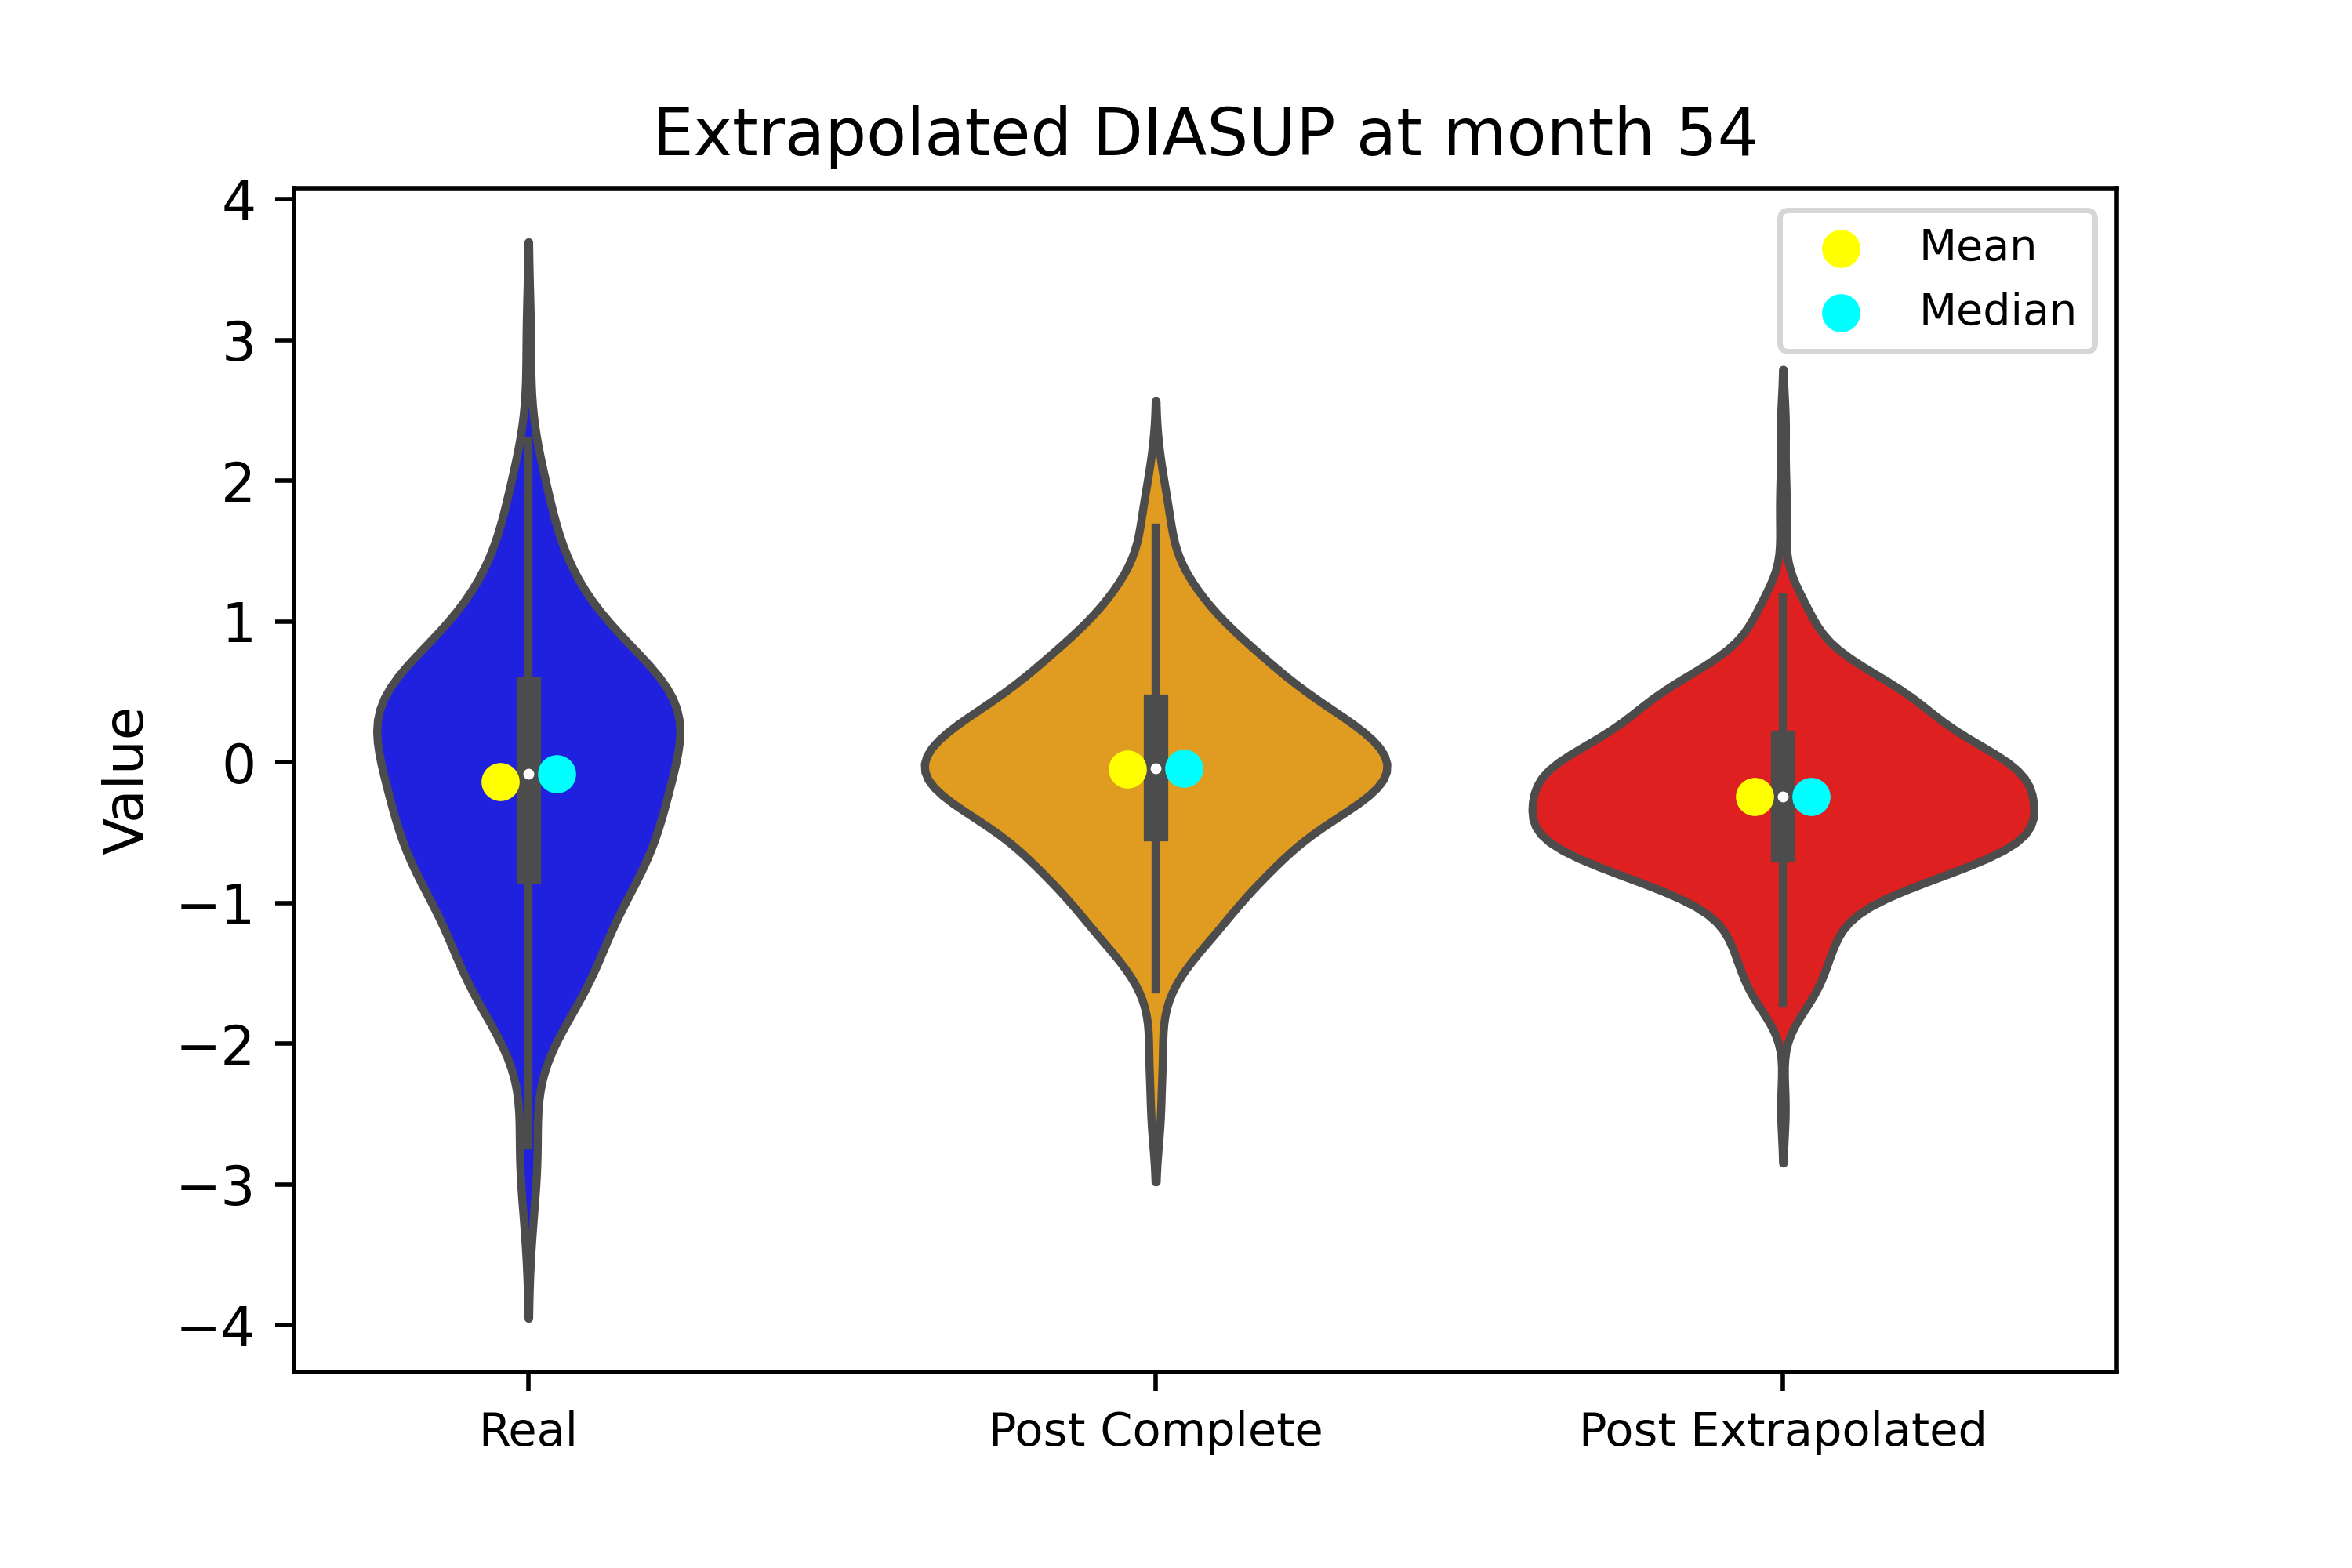 Extrapolated DIASUP at month 54
4
3
2
1
0
−1
−2
−3
−4
Value
Mean
Median
Real
Post Complete
Post Extrapolated